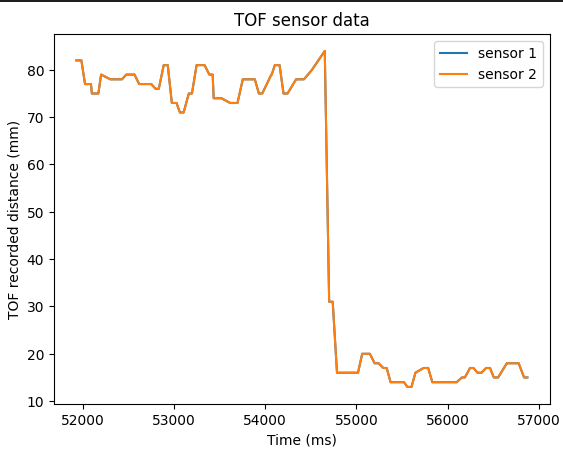 TOF sensor data
sensor 1
sensor 2
TOF recorded distance (mm)
80
70
60
50
40
30
20
10
52000 53000 54000 55000 56000 57000
Time (ms)